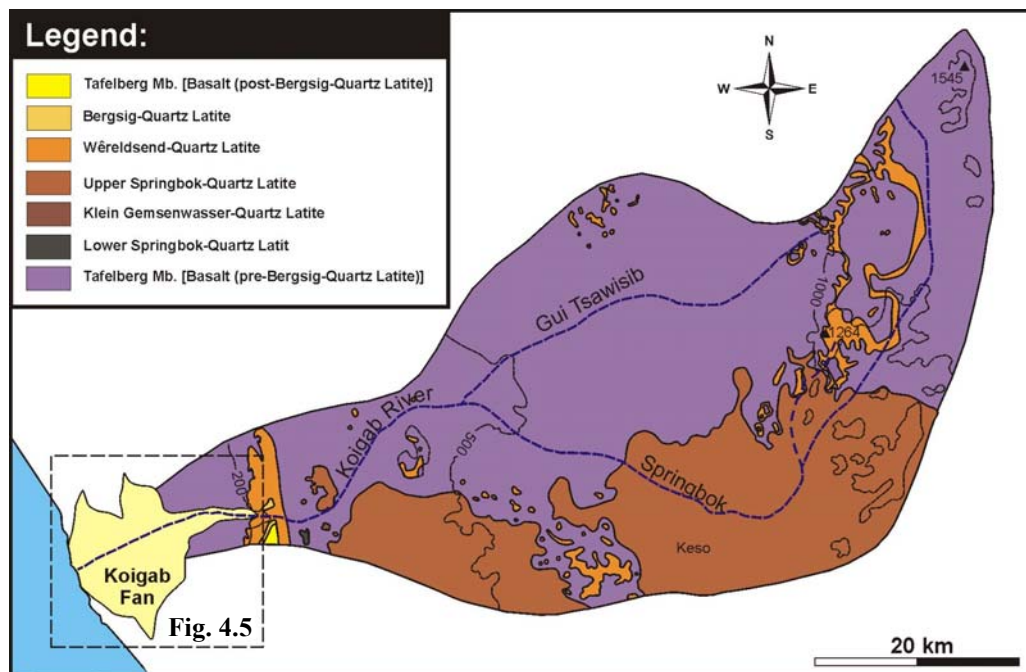 Legend:
Tafelberg Mb. [Basalt (post-Bergsig-Quartz Latite)]
Bergsig-Quartz Latite
Wêreldsend-Quartz Latite
Upper Springbok-Quartz Latite
Klein Gemsenwasser-Quartz Latite
Lower Springbok-Quartz Latit
Tafelberg Mb. [Basalt (pre-Bergsig-Quartz Latite)]
N
W
E
S
1545
1000
1264
Gui Tsawisib
Koigab River
500
200
Springbok
Keso
Koigab
Fan
Fig. 4.5
20 km